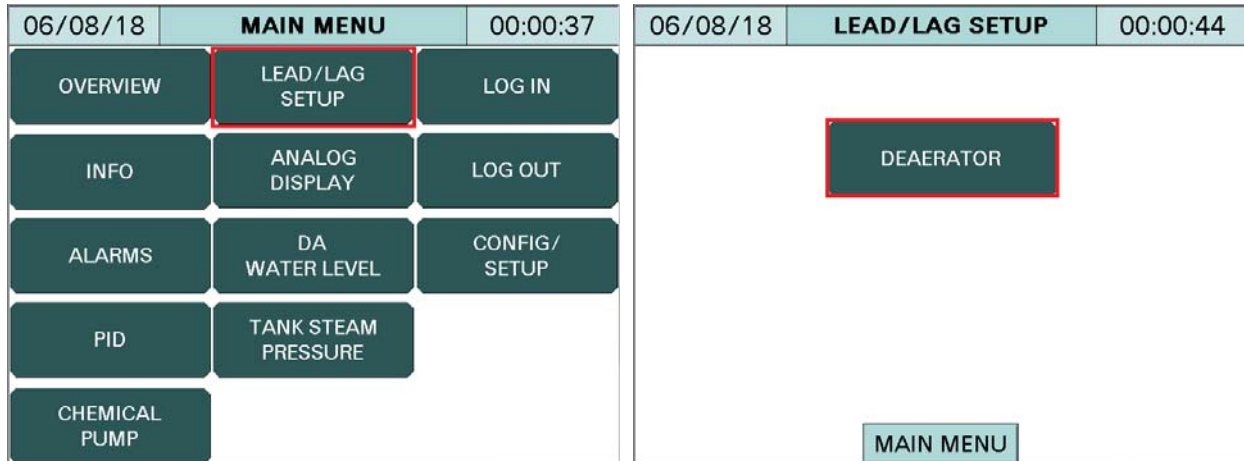 06/08/18 MAIN MENU 00:00:37
OVERVIEW
LEAD/LAG
SETUP
LOG IN
INFO
ANALOG
DISPLAY
LOG OUT
ALARMS
DA
WATER LEVEL
CONFIG/
SETUP
PID
TANK STEAM
PRESSURE
CHEMICAL
PUMP
06/08/18 LEAD/LAG SETUP 00:00:44
DEAERATOR
MAIN MENU